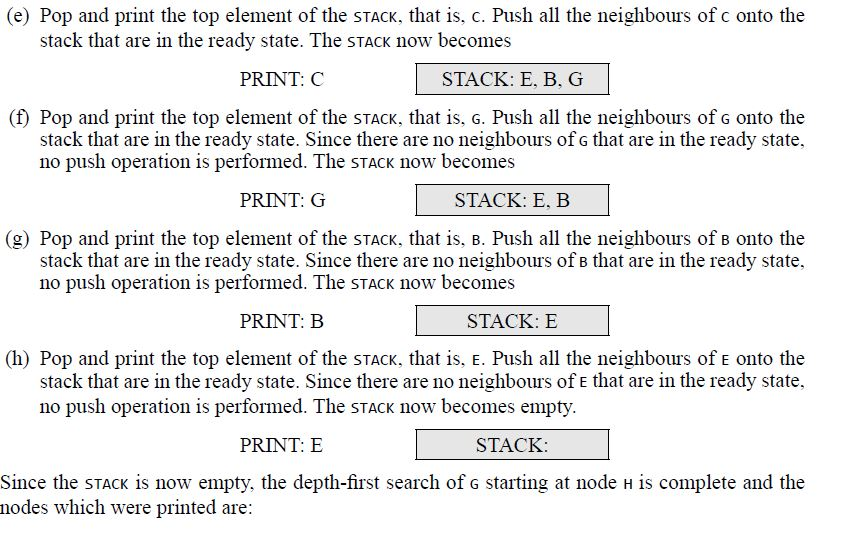 (e) Pop and print the top element of the STACK, that is, C. Push all the neighbours of C onto the
stack that are in the ready state. The STACK now becomes
PRINT: C STACK: E, B, G
(f) Pop and print the top element of the STACK, that is, G. Push all the neighbours of G onto the
stack that are in the ready state. Since there are no neighbours of G that are in the ready state,
no push operation is performed. The STACK now becomes
PRINT: G STACK: E, B
(g) Pop and print the top element of the STACK, that is, B. Push all the neighbours of B onto the
stack that are in the ready state. Since there are no neighbours of B that are in the ready state,
no push operation is performed. The STACK now becomes
PRINT: B STACK: E
(h) Pop and print the top element of the STACK, that is, E. Push all the neighbours of E onto the
stack that are in the ready state. Since there are no neighbours of E that are in the ready state,
no push operation is performed. The STACK now becomes empty.
PRINT: E STACK:
Since the STACK is now empty, the depth-first search of G starting at node H is complete and the
nodes which were printed are: